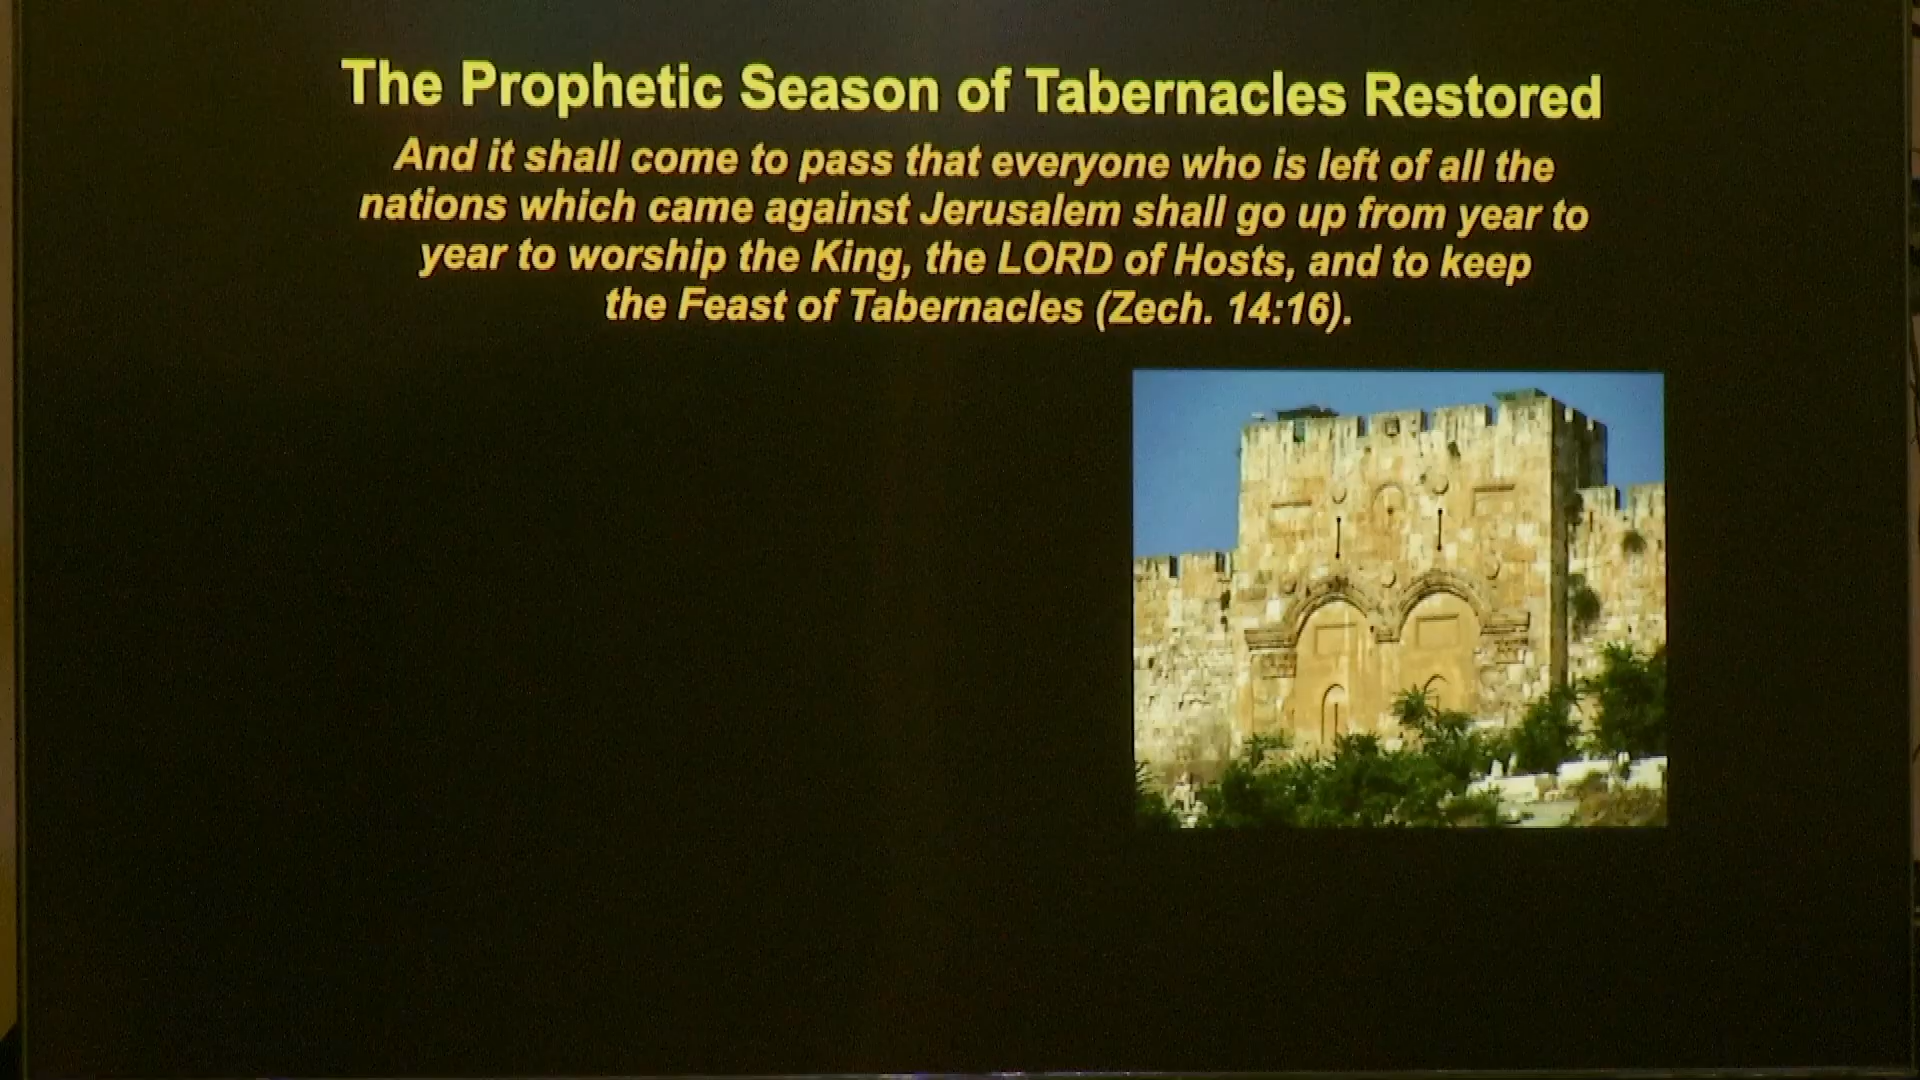 The Prophetic Season of Tabernacles Restored
And it shall come to pass that everyone who is left of all the
nations which came against Jerusalem shall go up from year to
year to worship the King, the LORD of Hosts, and to keep
the Feast of Tabernacles (Zech. 14:16).